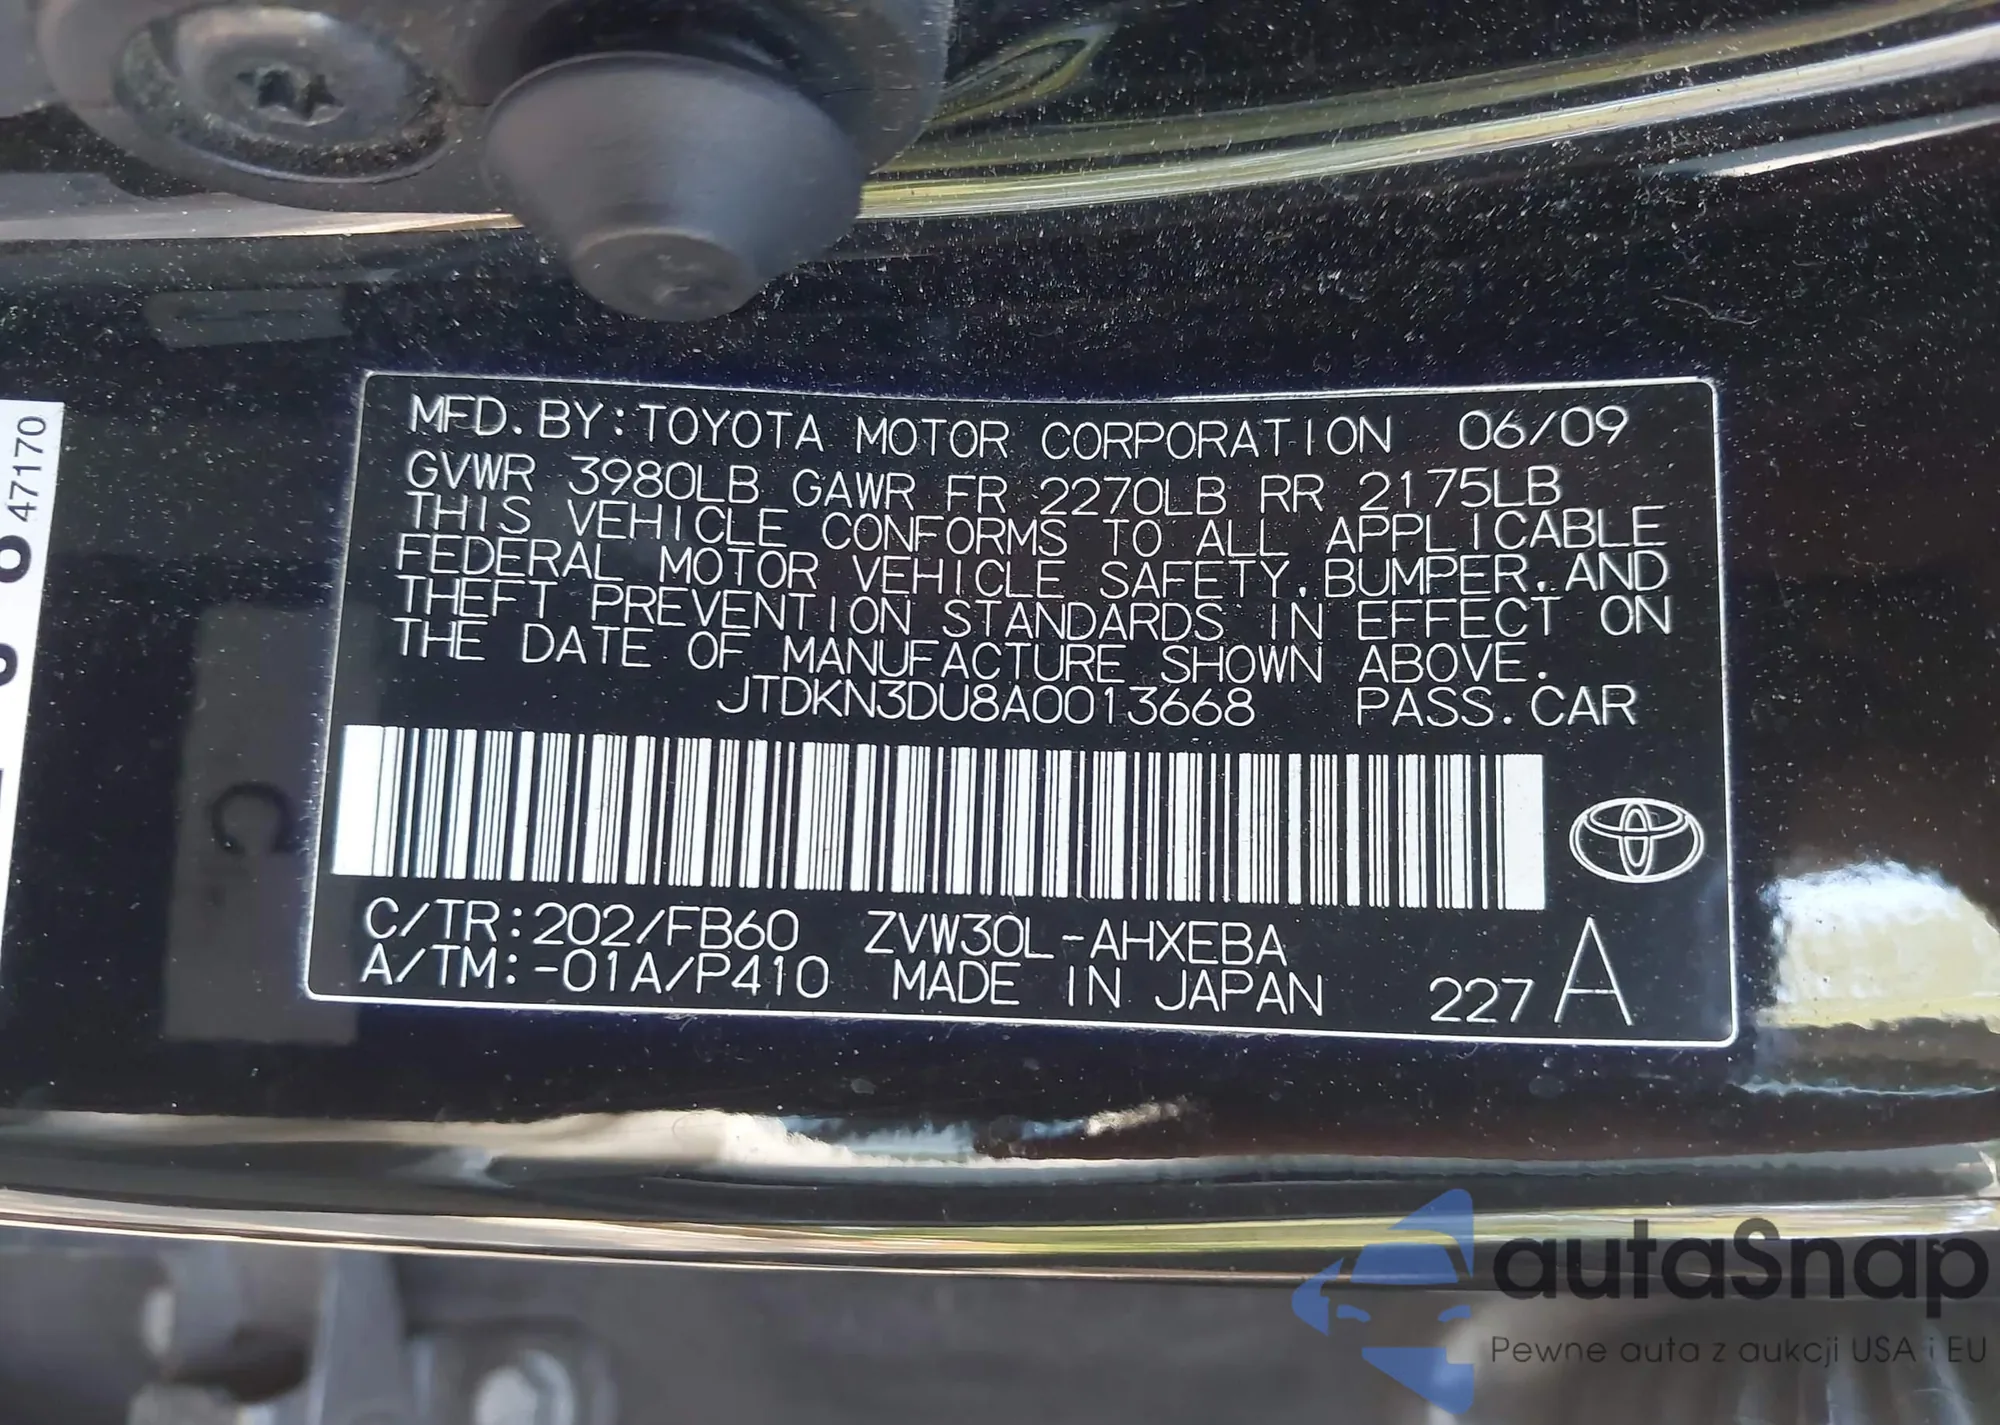 MFD. BY: TOYOTA MOTOR CORPORATION 06/09
GVWR 3980LB GAWR FR 2270LB RR 2175LB
THIS VEHICLE CONFORMS TO ALL APPLICABLE
FEDERAL MOTOR VEHICLE SAFETY, BUMPER, AND
THEFT PREVENTION STANDARDS IN EFFECT ON
THE DATE OF MANUFACTURE SHOWN ABOVE.
JTDKN3DU8A0013668 PASS. CAR
C/TR: 202/FB60 ZVW30L-AHXEBA
A/TM: -01A/P410 MADE IN JAPAN 227 A
47170
autaSnap
Pewne auta z aukcji USA i EU